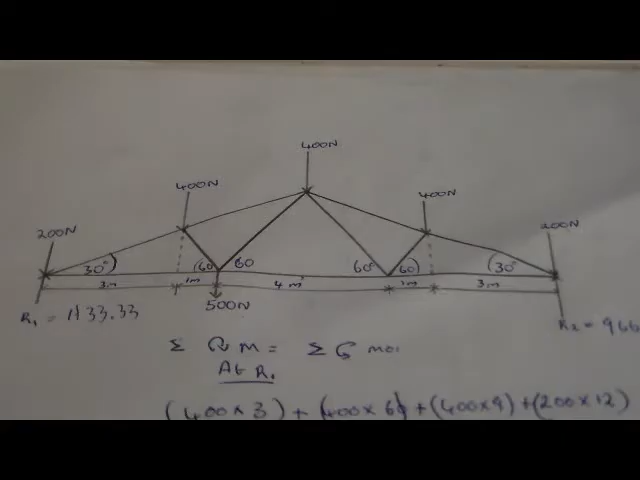 400N
400N
400N
200N
200N
30°
60
60
60
60
30°
3m
1m
4m
1m
3m
500N
R₁ = 1133.33
R₂ = 966
Σ M = Σ
At R₁
(400×3) + (400×6) + (400×9) + (200×12)